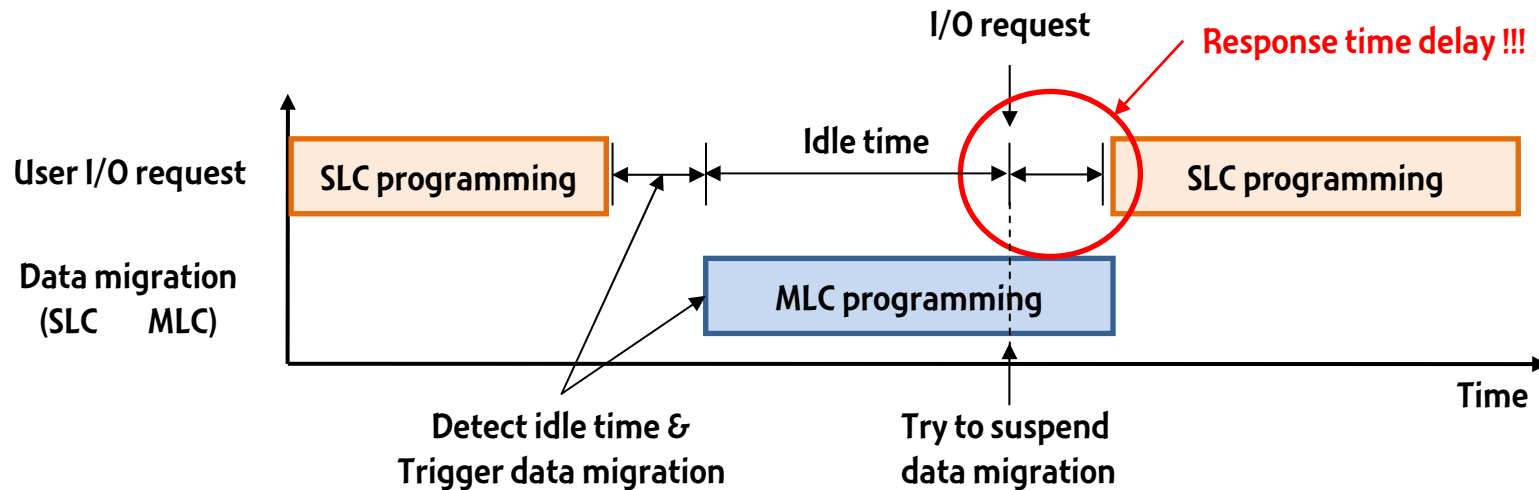 I/O request
Response time delay !!!
User I/O request
SLC programming
Idle time
SLC programming
Data migration
(SLC MLC)
MLC programming
Time
Detect idle time &
Trigger data migration
Try to suspend
data migration